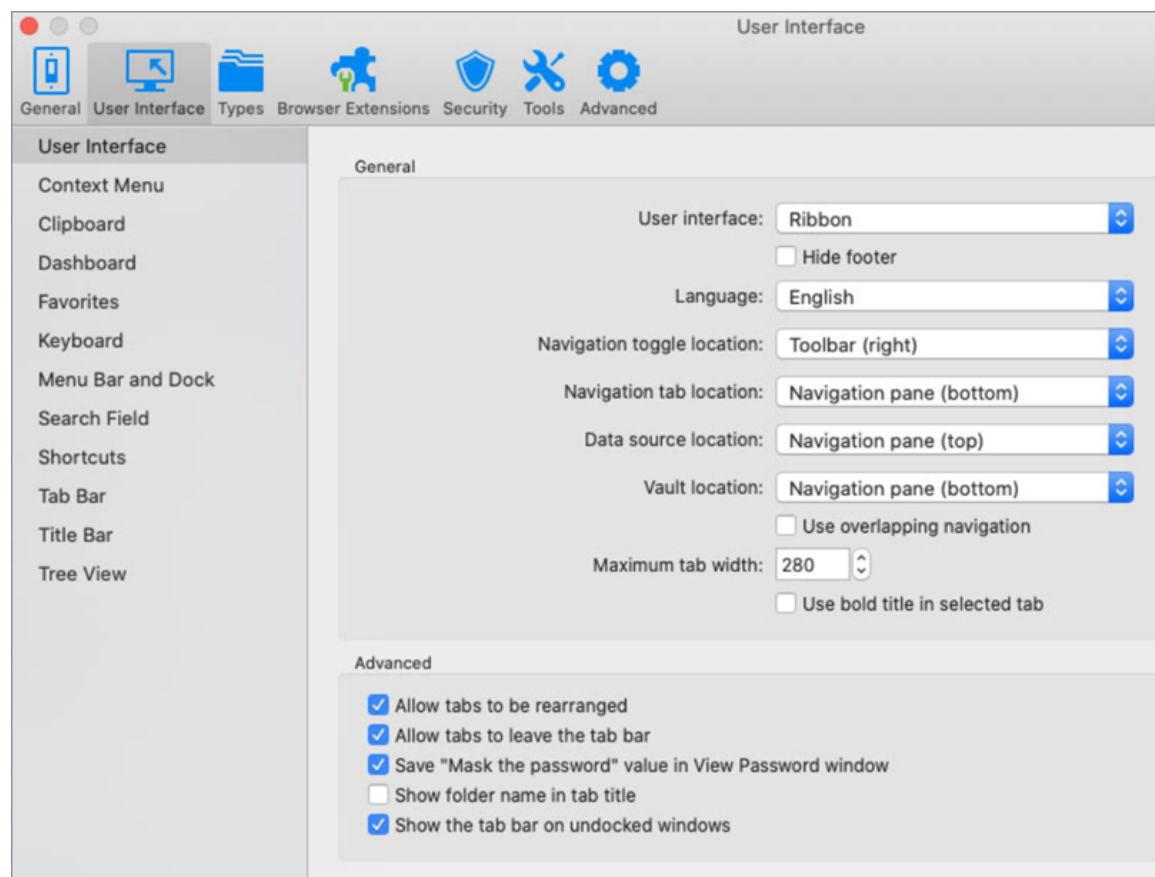 User Interface
General User Interface Types Browser Extensions Security Tools Advanced
User Interface
Context Menu
Clipboard
Dashboard
Favorites
Keyboard
Menu Bar and Dock
Search Field
Shortcuts
Tab Bar
Title Bar
Tree View
General
User interface: Ribbon
Hide footer
Language: English
Navigation toggle location: Toolbar (right)
Navigation tab location: Navigation pane (bottom)
Data source location: Navigation pane (top)
Vault location: Navigation pane (bottom)
Use overlapping navigation
Maximum tab width: 280
Use bold title in selected tab
Advanced
Allow tabs to be rearranged
Allow tabs to leave the tab bar
Save "Mask the password" value in View Password window
Show folder name in tab title
Show the tab bar on undocked windows